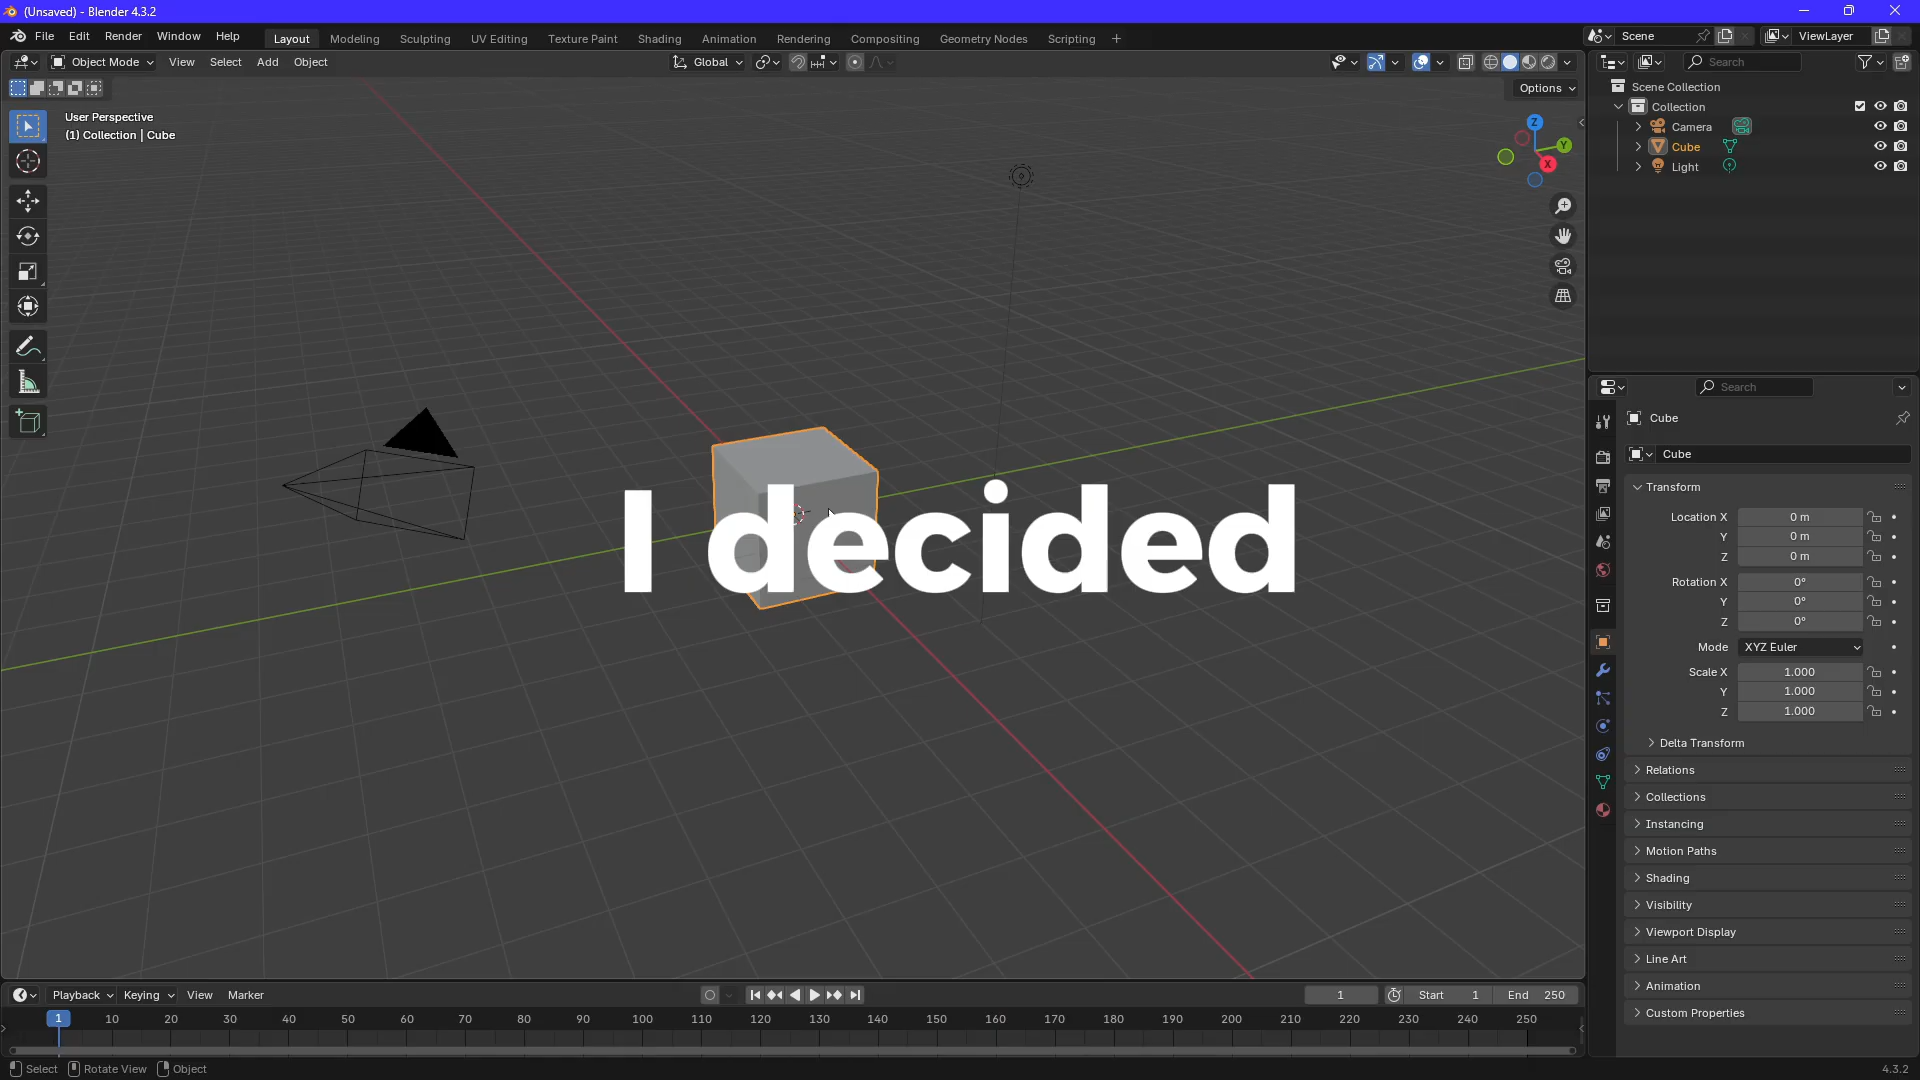 (Unsaved) - Blender 4.3.2
File Edit Render Window Help Layout Modeling Sculpting UV Editing Texture Paint Shading Animation Rendering Compositing Geometry Nodes Scripting + Scene ViewLayer
Object Mode View Select Add Object Global Search
Options
User Perspective
(1) Collection | Cube
Z
Y
X
Scene Collection
Collection
Camera
Cube
Light
Search
Cube
Cube
Transform
Location X 0 m
Y 0 m
Z 0 m
Rotation X 0°
Y 0°
Z 0°
Mode XYZ Euler
Scale X 1.000
Y 1.000
Z 1.000
Delta Transform
Relations
Collections
Instancing
Motion Paths
Shading
Visibility
Viewport Display
Line Art
Animation
Custom Properties
I decided
Playback Keying View Marker 1 Start 1 End 250
1 10 20 30 40 50 60 70 80 90 100 110 120 130 140 150 160 170 180 190 200 210 220 230 240 250
Select Rotate View Object 4.3.2